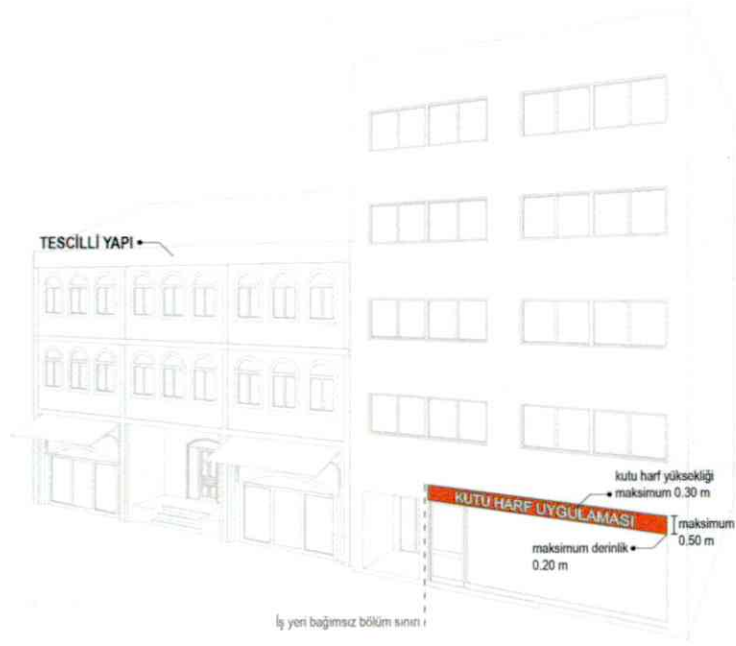 TESCİLLİ YAPI
kutu harf yüksekliği
maksimum 0.30 m
KUTU HARF UYGULAMASI
maksimum
0.50 m
maksimum derinlik
0.20 m
İş yeri bağımsız bölüm sınırı